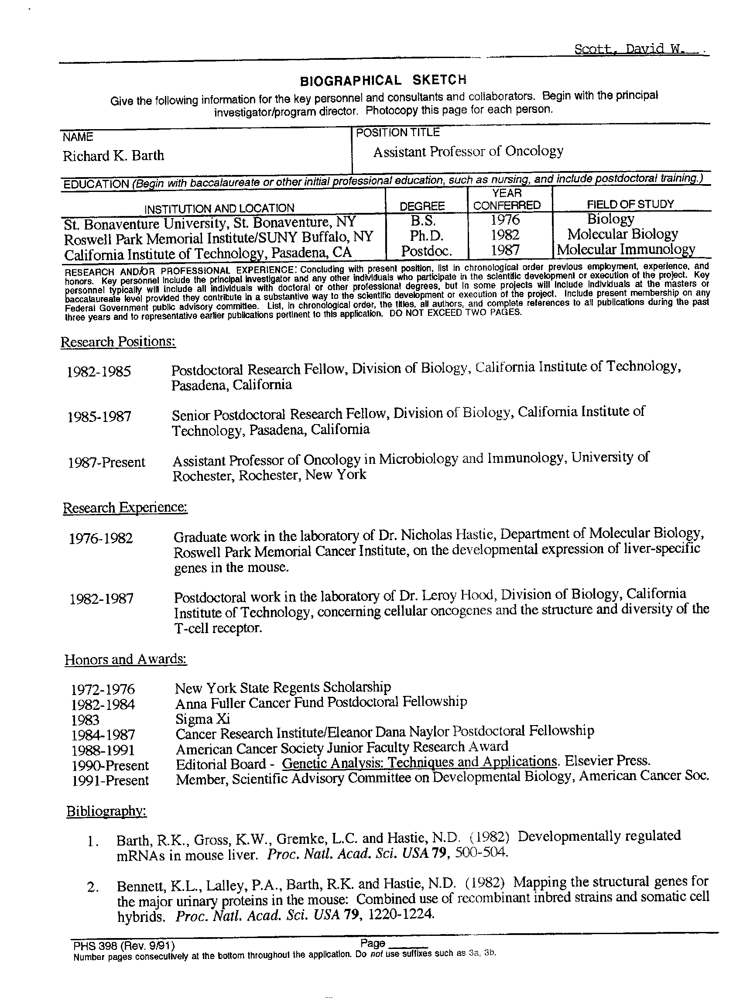 Scott, David W.
BIOGRAPHICAL SKETCH
Give the following information for the key personnel and consultants and collaborators. Begin with the principal
investigator/program director. Photocopy this page for each person.
NAME
POSITION TITLE
Richard K. Barth
Assistant Professor of Oncology
EDUCATION (Begin with baccalaureate or other initial professional education, such as nursing, and include postdoctoral training.)
INSTITUTION AND LOCATION DEGREE YEAR CONFERRED FIELD OF STUDY
St. Bonaventure University, St. Bonaventure, NY B.S. 1976 Biology
Roswell Park Memorial Institute/SUNY Buffalo, NY Ph.D. 1982 Molecular Biology
California Institute of Technology, Pasadena, CA Postdoc. 1987 Molecular Immunology
RESEARCH AND/OR PROFESSIONAL EXPERIENCE: Concluding with present position, list in chronological order previous employment, experience, and
honors. Key personnel include the principal investigator and any other individuals who participate in the scientific development or execution of the project. Key
personnel typically will include all individuals with doctoral or other professional degrees, but in some projects will include individuals at the masters or
baccalaureate level provided they contribute in a substantive way to the scientific development or execution of the project. Include present membership on any
Federal Government public advisory committee. List, in chronological order, the titles, all authors, and complete references to all publications during the past
three years and to representative earlier publications pertinent to this application. DO NOT EXCEED TWO PAGES.
Research Positions:
1982-1985 Postdoctoral Research Fellow, Division of Biology, California Institute of Technology,
Pasadena, California
1985-1987 Senior Postdoctoral Research Fellow, Division of Biology, California Institute of
Technology, Pasadena, California
1987-Present Assistant Professor of Oncology in Microbiology and Immunology, University of
Rochester, Rochester, New York
Research Experience:
1976-1982 Graduate work in the laboratory of Dr. Nicholas Hastie, Department of Molecular Biology,
Roswell Park Memorial Cancer Institute, on the developmental expression of liver-specific
genes in the mouse.
1982-1987 Postdoctoral work in the laboratory of Dr. Leroy Hood, Division of Biology, California
Institute of Technology, concerning cellular oncogenes and the structure and diversity of the
T-cell receptor.
Honors and Awards:
1972-1976 New York State Regents Scholarship
1982-1984 Anna Fuller Cancer Fund Postdoctoral Fellowship
1983 Sigma Xi
1984-1987 Cancer Research Institute/Eleanor Dana Naylor Postdoctoral Fellowship
1988-1991 American Cancer Society Junior Faculty Research Award
1990-Present Editorial Board - Genetic Analysis: Techniques and Applications. Elsevier Press.
1991-Present Member, Scientific Advisory Committee on Developmental Biology, American Cancer Soc.
Bibliography:
1. Barth, R.K., Gross, K.W., Gremke, L.C. and Hastie, N.D. (1982) Developmentally regulated
mRNAs in mouse liver. Proc. Natl. Acad. Sci. USA 79, 500-504.
2. Bennett, K.L., Lalley, P.A., Barth, R.K. and Hastie, N.D. (1982) Mapping the structural genes for
the major urinary proteins in the mouse: Combined use of recombinant inbred strains and somatic cell
hybrids. Proc. Natl. Acad. Sci. USA 79, 1220-1224.
PHS 398 (Rev. 9/91) Page ______
Number pages consecutively at the bottom throughout the application. Do not use suffixes such as 3a, 3b.